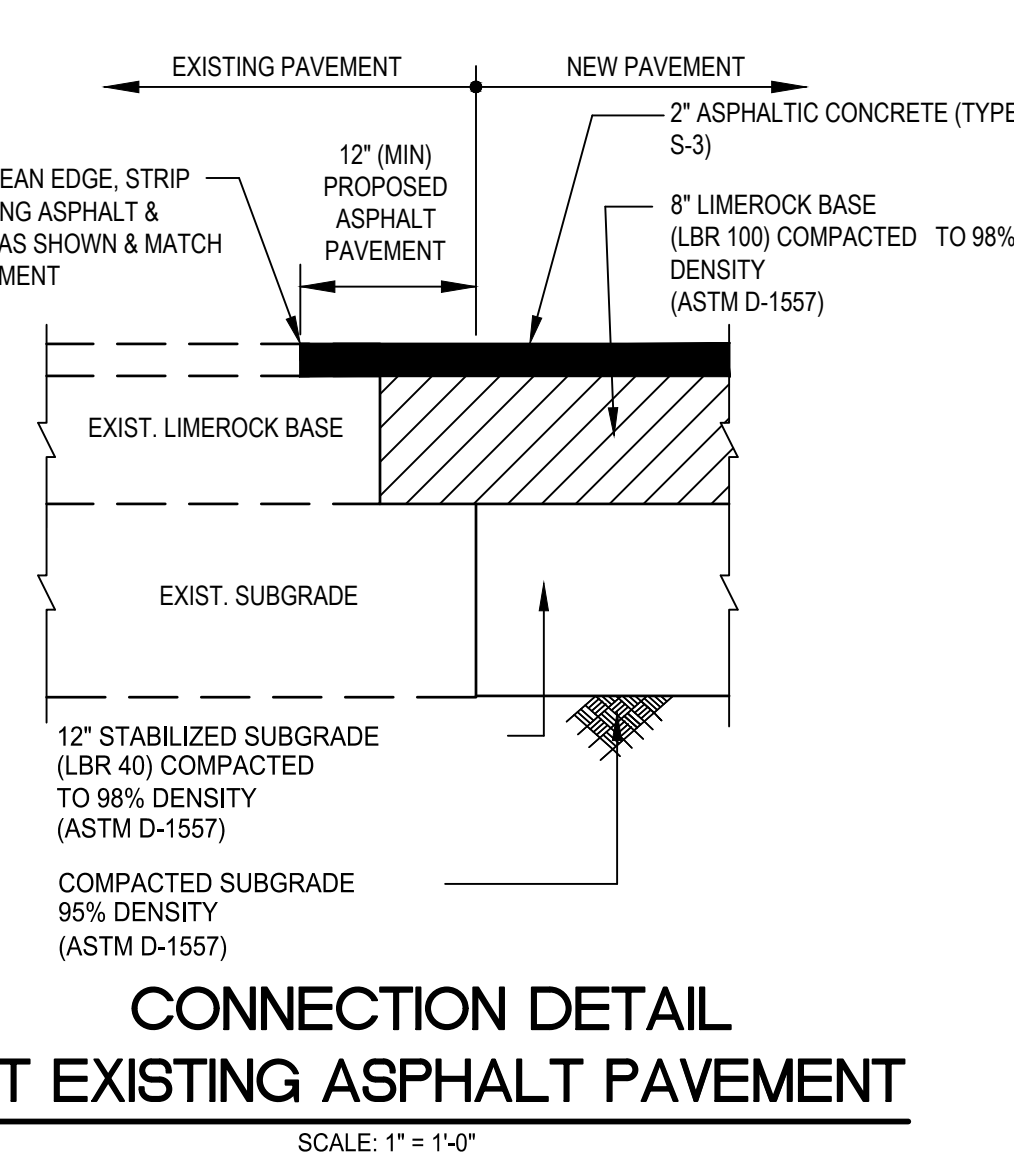 EXISTING PAVEMENT
NEW PAVEMENT
2" ASPHALTIC CONCRETE (TYPE
S-3)
12" (MIN)
PROPOSED
ASPHALT
PAVEMENT
EAN EDGE, STRIP
NG ASPHALT &
AS SHOWN & MATCH
MENT
8" LIMEROCK BASE
(LBR 100) COMPACTED TO 98%
DENSITY
(ASTM D-1557)
EXIST. LIMEROCK BASE
EXIST. SUBGRADE
12" STABILIZED SUBGRADE
(LBR 40) COMPACTED
TO 98% DENSITY
(ASTM D-1557)
COMPACTED SUBGRADE
95% DENSITY
(ASTM D-1557)
CONNECTION DETAIL
T EXISTING ASPHALT PAVEMENT
SCALE: 1" = 1'-0"